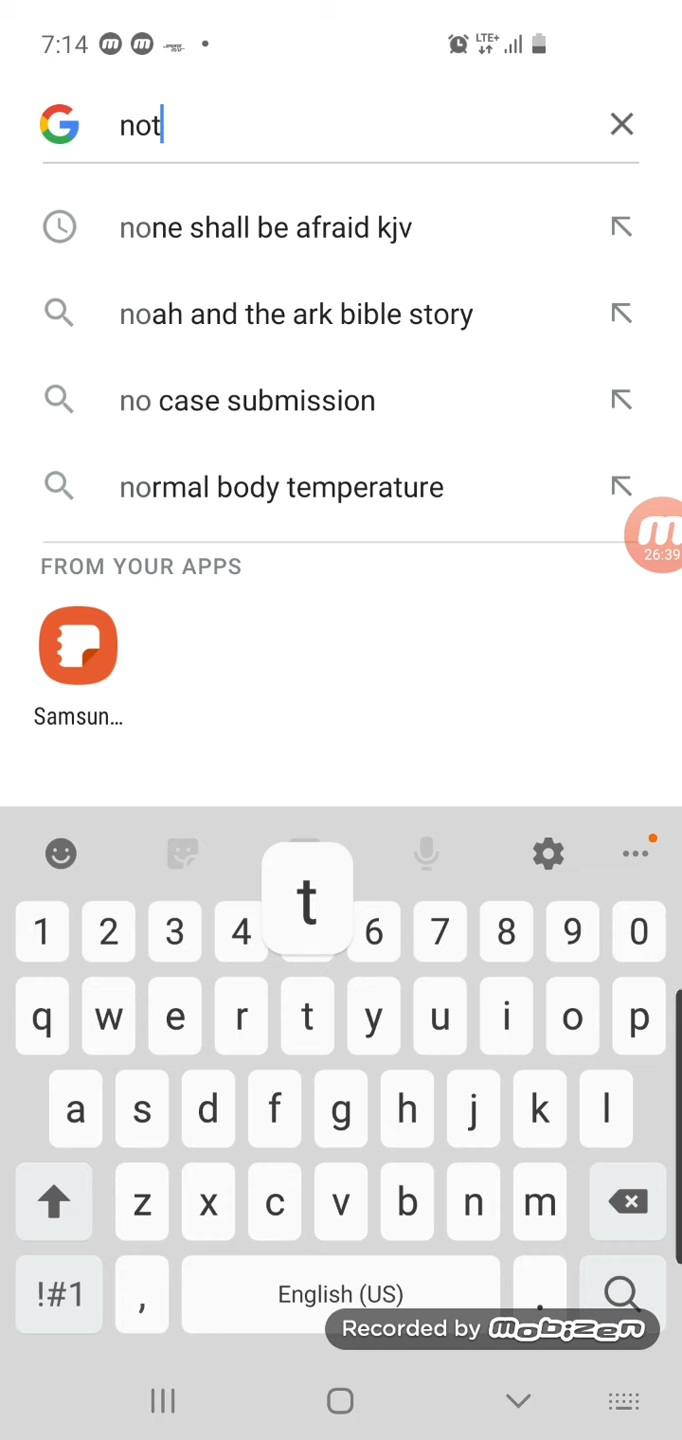 7:14 LTE+
not
none shall be afraid kjv
noah and the ark bible story
no case submission
normal body temperature
26:39
FROM YOUR APPS
Samsun...
t
1 2 3 4 6 7 8 9 0
q w e r t y u i o p
a s d f g h j k l
z x c v b n m
!#1 , English (US) .
Recorded by mobizen